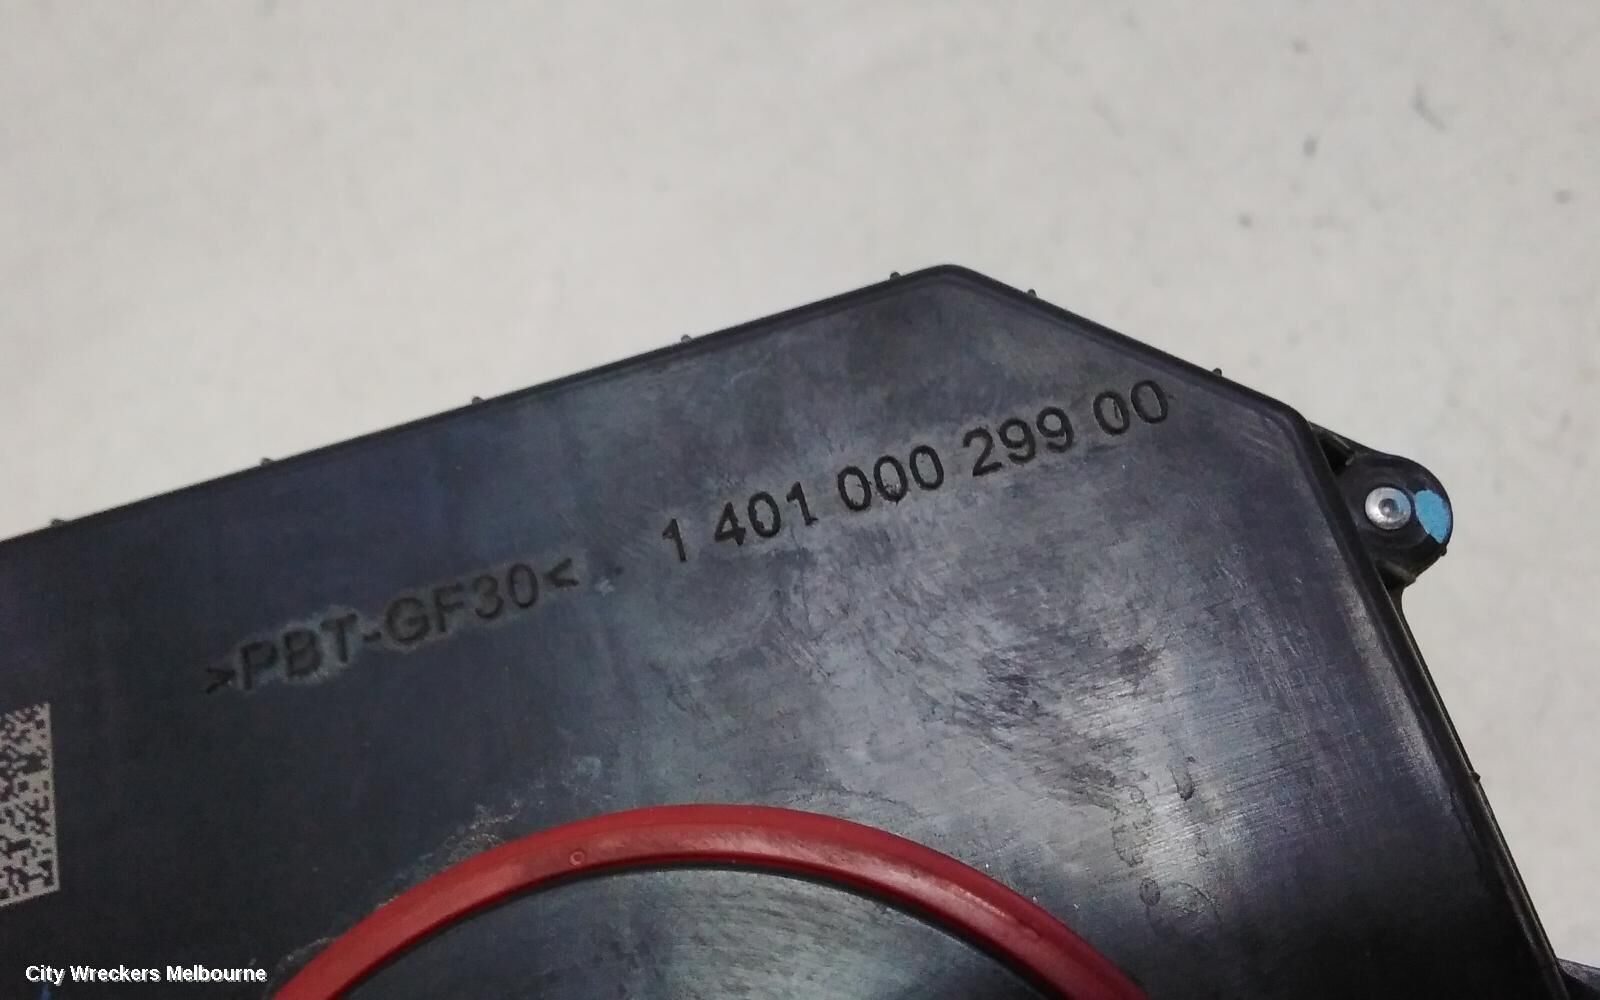 1 401 000 299 00
>PBT-GF30<
City Wreckers Melbourne